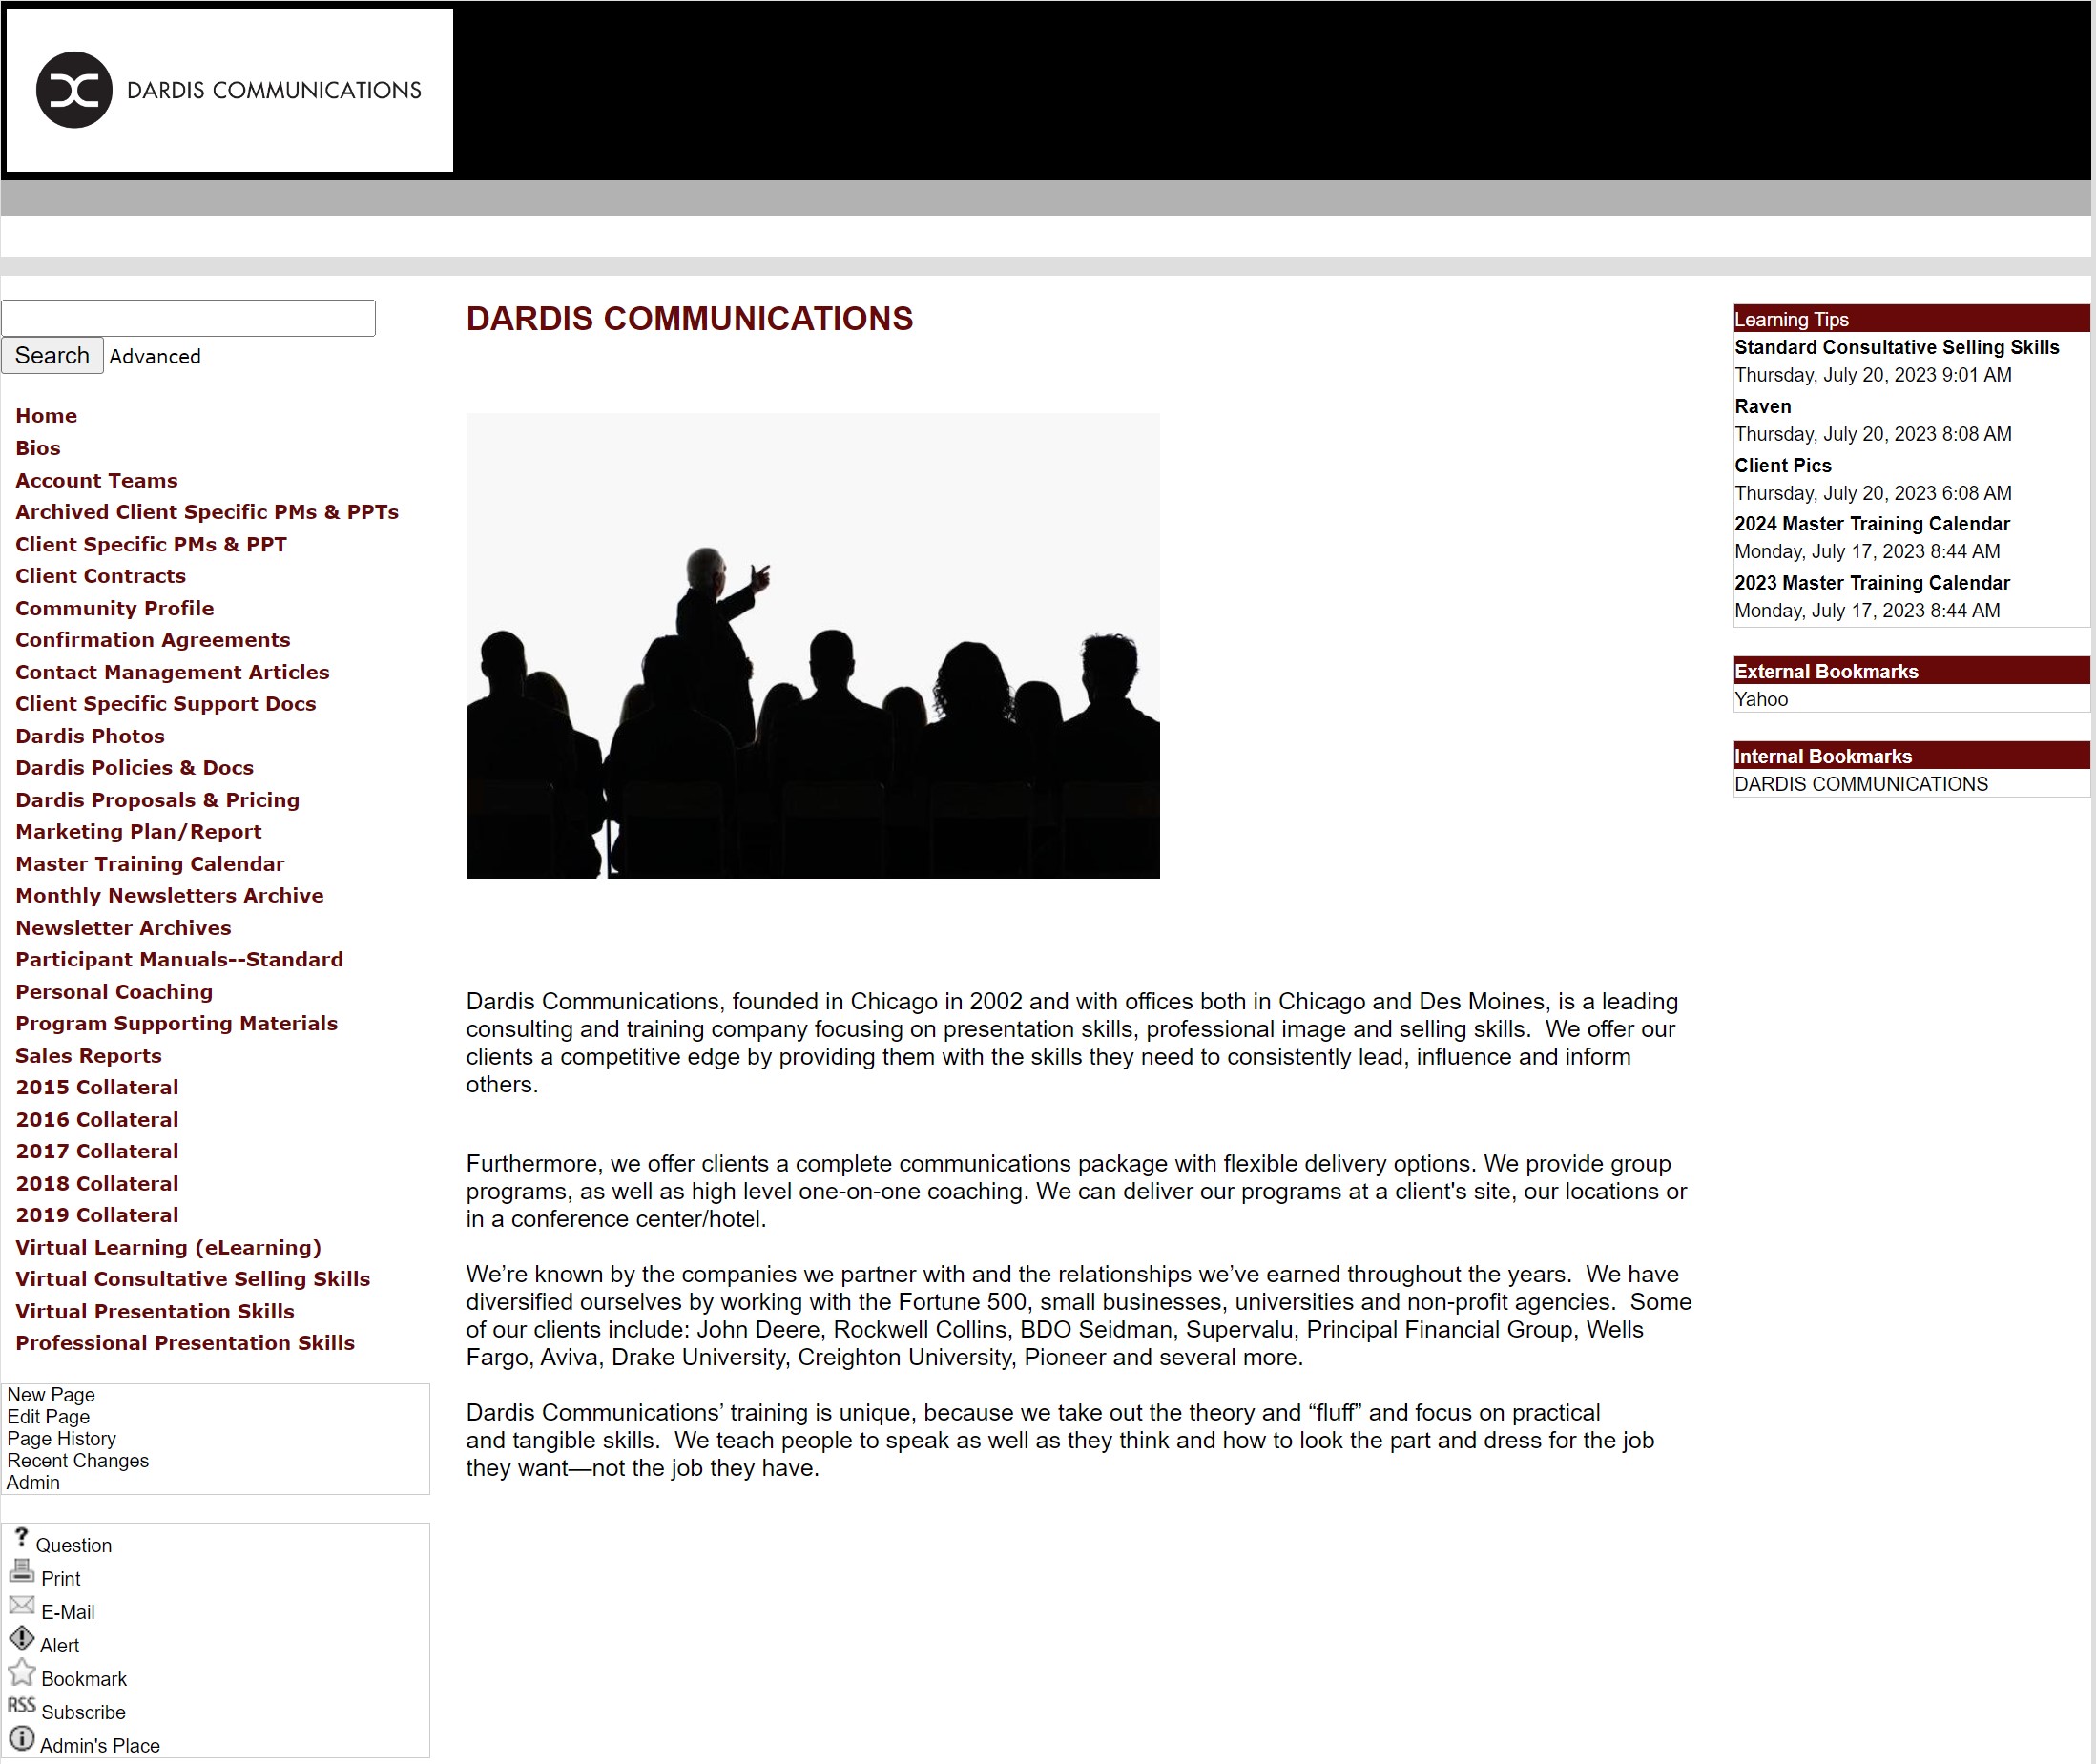 DARDIS COMMUNICATIONS
Search Advanced
Home
Bios
Account Teams
Archived Client Specific PMs & PPTs
Client Specific PMs & PPT
Client Contracts
Community Profile
Confirmation Agreements
Contact Management Articles
Client Specific Support Docs
Dardis Photos
Dardis Policies & Docs
Dardis Proposals & Pricing
Marketing Plan/Report
Master Training Calendar
Monthly Newsletters Archive
Newsletter Archives
Participant Manuals--Standard
Personal Coaching
Program Supporting Materials
Sales Reports
2015 Collateral
2016 Collateral
2017 Collateral
2018 Collateral
2019 Collateral
Virtual Learning (eLearning)
Virtual Consultative Selling Skills
Virtual Presentation Skills
Professional Presentation Skills
New Page
Edit Page
Page History
Recent Changes
Admin
? Question
Print
E-Mail
Alert
Bookmark
RSS Subscribe
Admin's Place
DARDIS COMMUNICATIONS
Dardis Communications, founded in Chicago in 2002 and with offices both in Chicago and Des Moines, is a leading
consulting and training company focusing on presentation skills, professional image and selling skills.  We offer our
clients a competitive edge by providing them with the skills they need to consistently lead, influence and inform
others.
Furthermore, we offer clients a complete communications package with flexible delivery options. We provide group
programs, as well as high level one-on-one coaching. We can deliver our programs at a client's site, our locations or
in a conference center/hotel.
We’re known by the companies we partner with and the relationships we’ve earned throughout the years.  We have
diversified ourselves by working with the Fortune 500, small businesses, universities and non-profit agencies.  Some
of our clients include: John Deere, Rockwell Collins, BDO Seidman, Supervalu, Principal Financial Group, Wells
Fargo, Aviva, Drake University, Creighton University, Pioneer and several more.
Dardis Communications’ training is unique, because we take out the theory and “fluff” and focus on practical
and tangible skills.  We teach people to speak as well as they think and how to look the part and dress for the job
they want—not the job they have.
Learning Tips
Standard Consultative Selling Skills
Thursday, July 20, 2023 9:01 AM
Raven
Thursday, July 20, 2023 8:08 AM
Client Pics
Thursday, July 20, 2023 6:08 AM
2024 Master Training Calendar
Monday, July 17, 2023 8:44 AM
2023 Master Training Calendar
Monday, July 17, 2023 8:44 AM
External Bookmarks
Yahoo
Internal Bookmarks
DARDIS COMMUNICATIONS